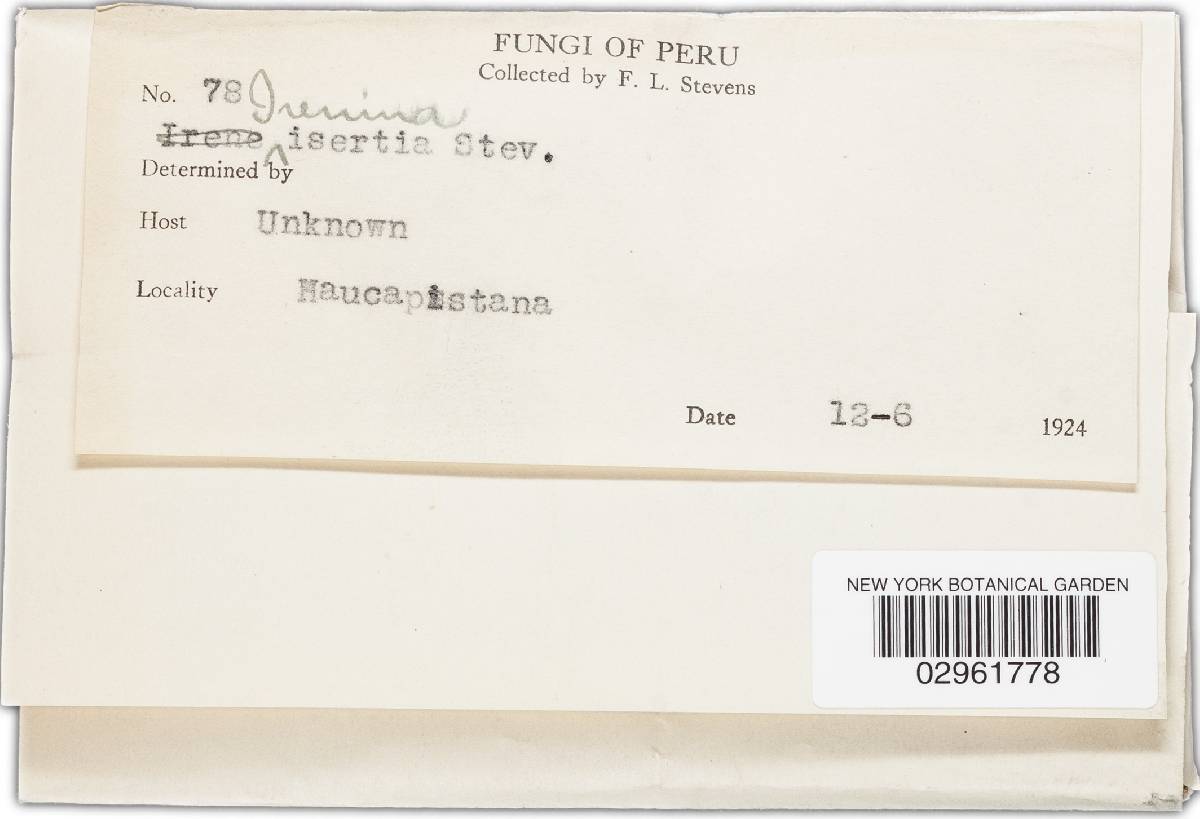 FUNGI OF PERU
Collected by F. L. Stevens
No. 78 Irenina
Irene isertia Stev.
Determined by
Host Unknown
Locality Haucapistana
Date 12-6 1924
NEW YORK BOTANICAL GARDEN
02961778